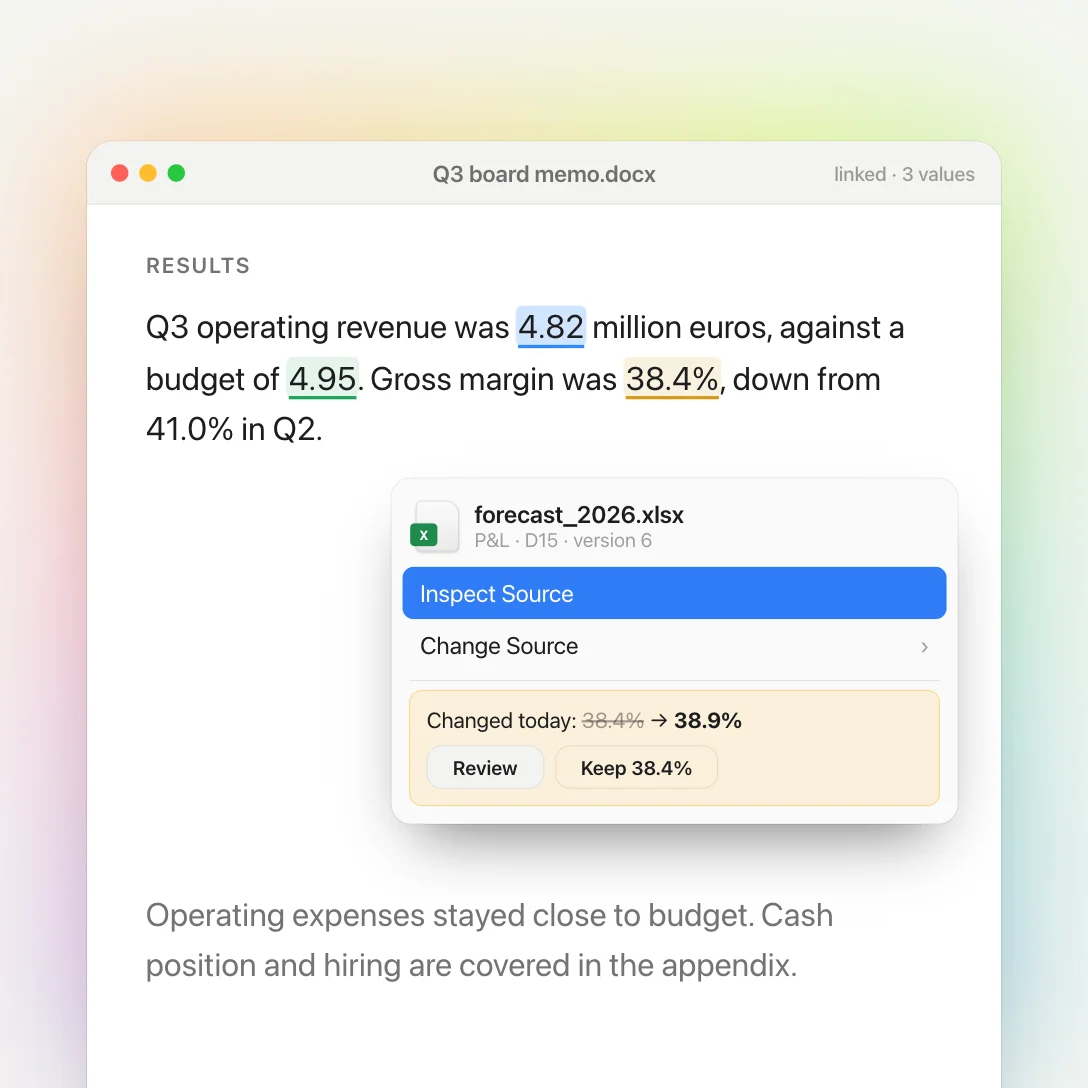 Q3 board memo.docx
linked · 3 values
RESULTS
Q3 operating revenue was 4.82 million euros, against a
budget of 4.95. Gross margin was 38.4%, down from
41.0% in Q2.
X
forecast_2026.xlsx
P&L · D15 · version 6
Inspect Source
Change Source ›
Changed today: 38.4% → 38.9%
Review
Keep 38.4%
Operating expenses stayed close to budget. Cash
position and hiring are covered in the appendix.